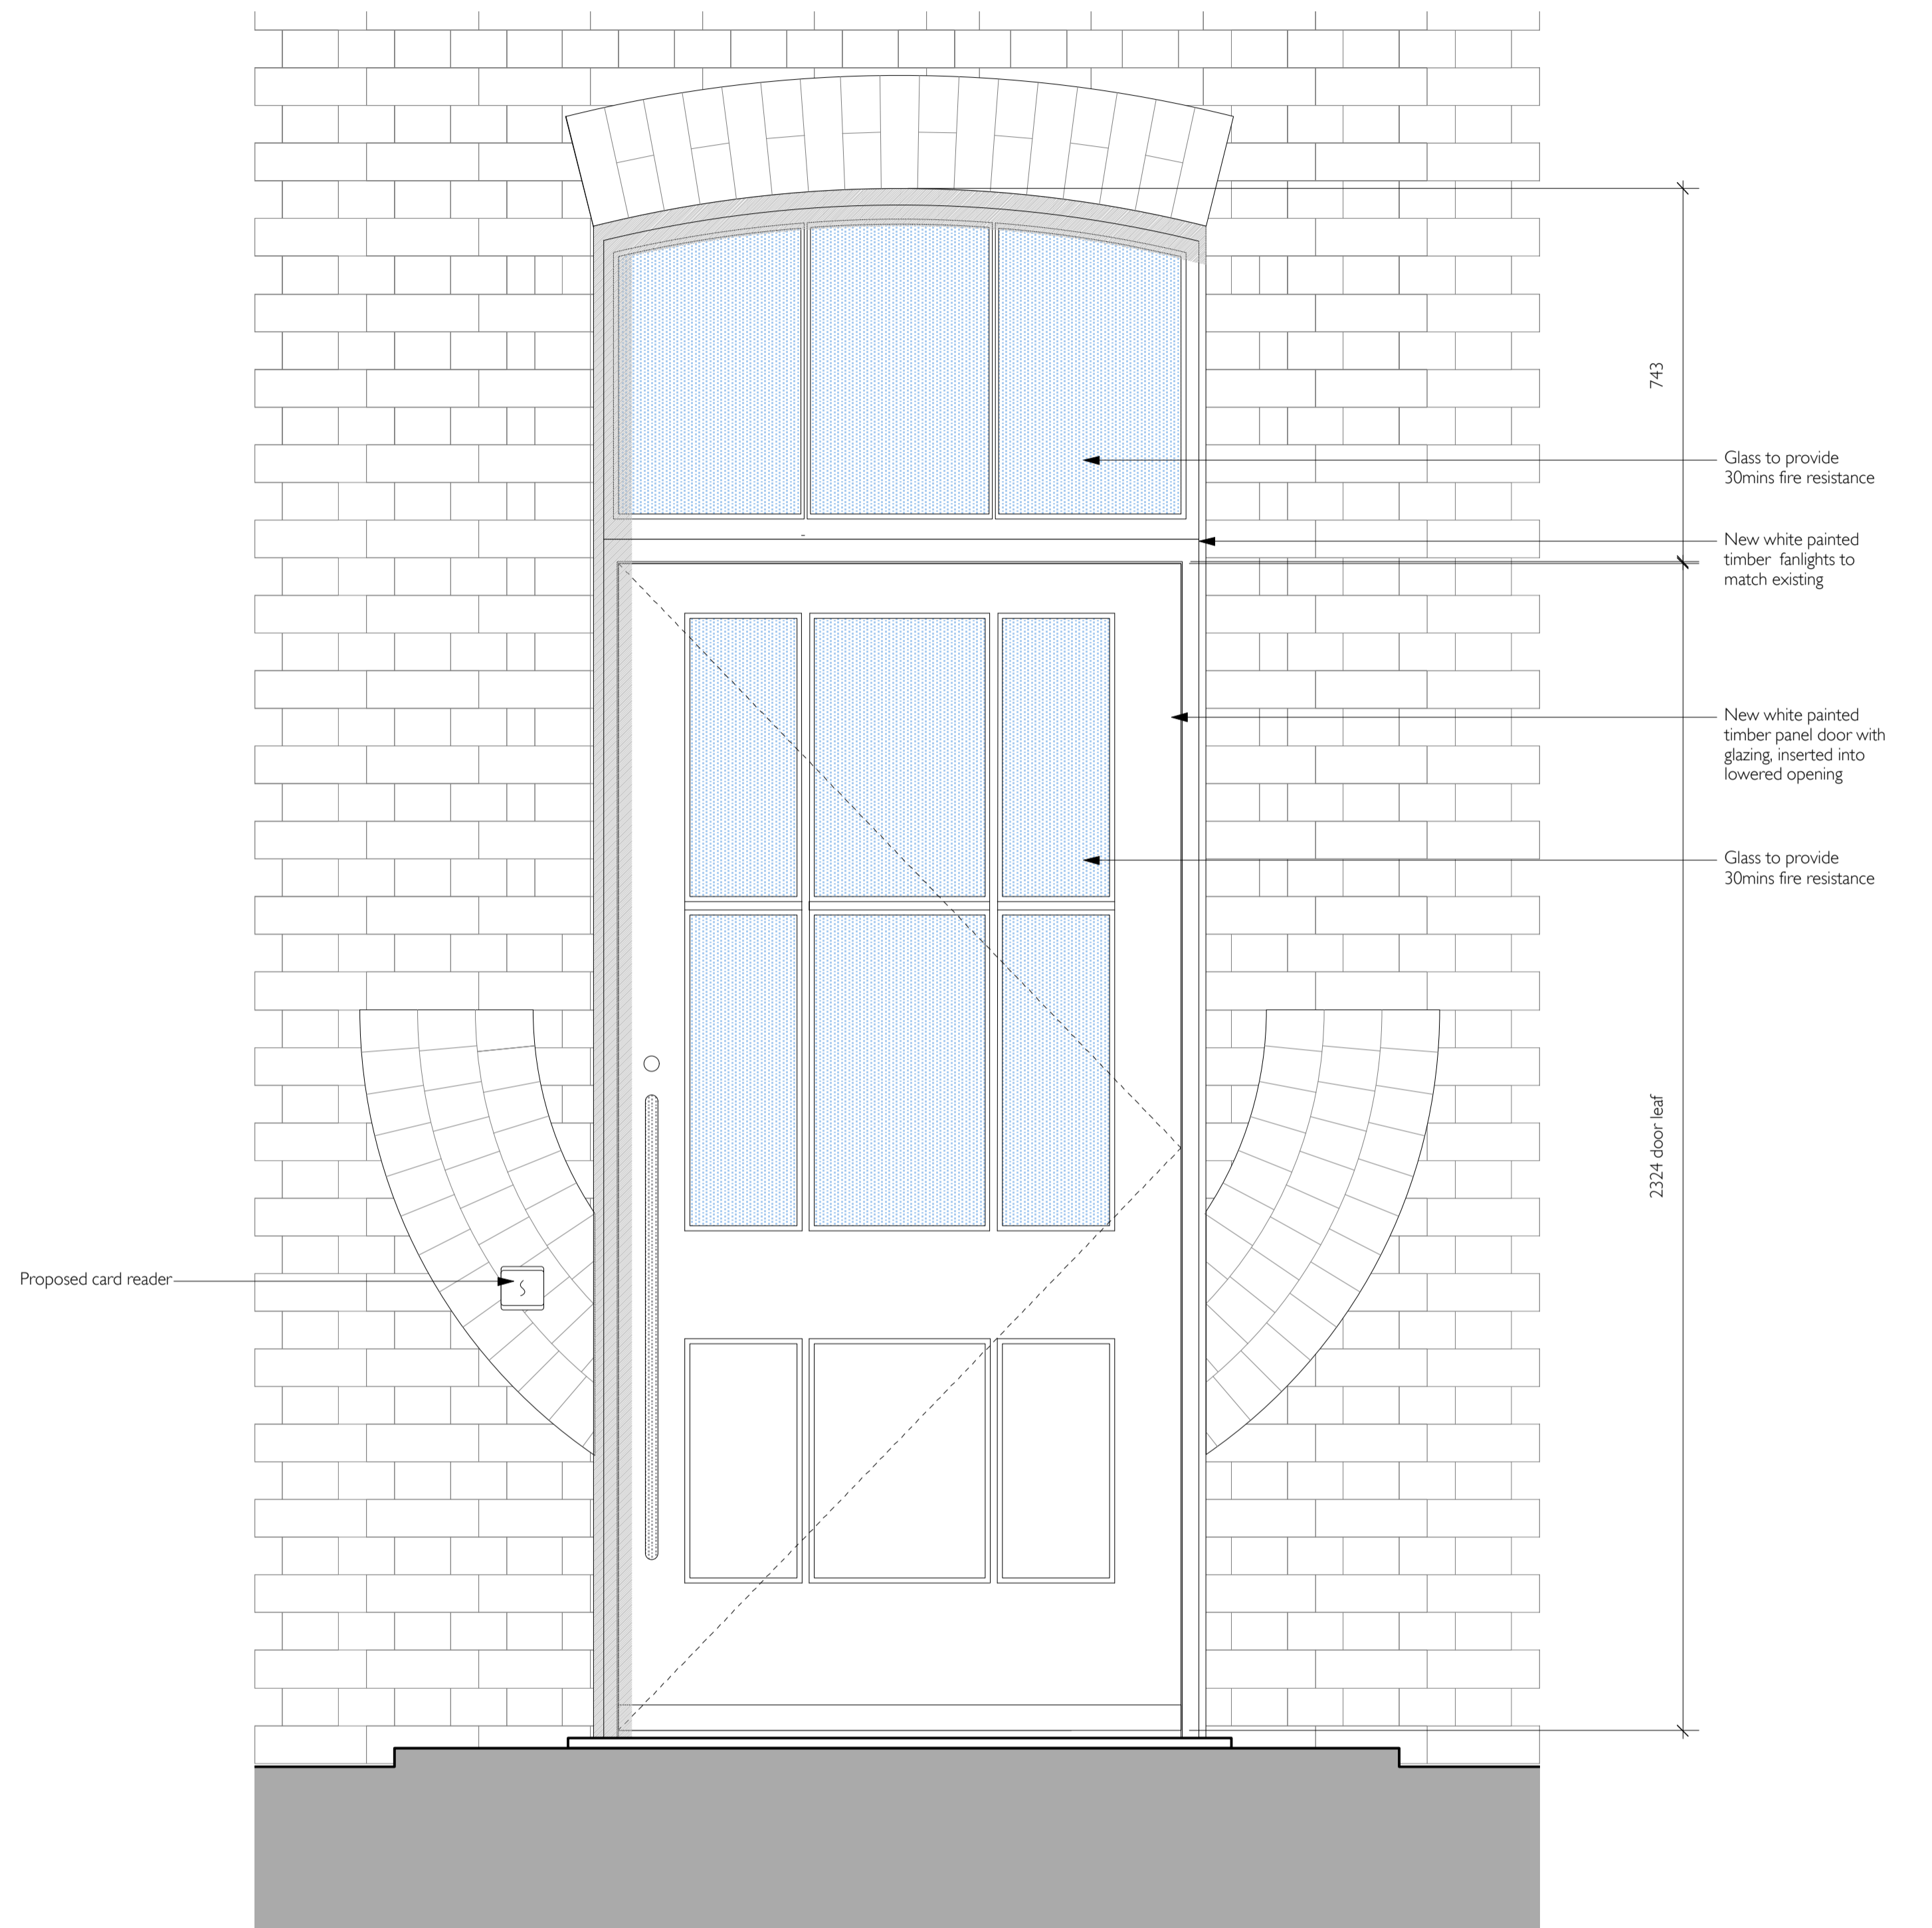 743
Glass to provide
30mins fire resistance
New white painted
timber fanlights to
match existing
New white painted
timber panel door with
glazing, inserted into
lowered opening
Glass to provide
30mins fire resistance
2324 door leaf
Proposed card reader